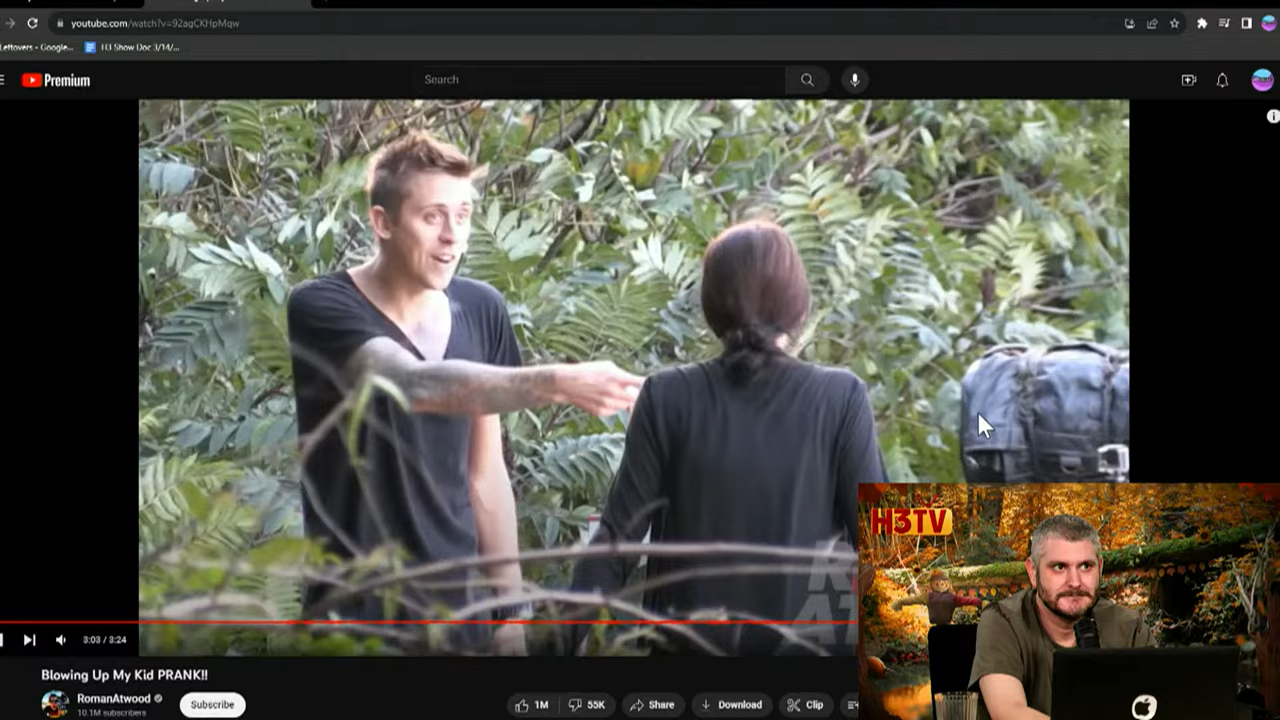 youtube.com/watch?v=92agCKHpMqw
Leftovers - Google...
H3 Show Doc 3/14/...
Premium
Search
H3TV
3:03 / 3:24
Blowing Up My Kid PRANK!!
RomanAtwood
10.1M subscribers
Subscribe
1M
55K
Share
Download
Clip